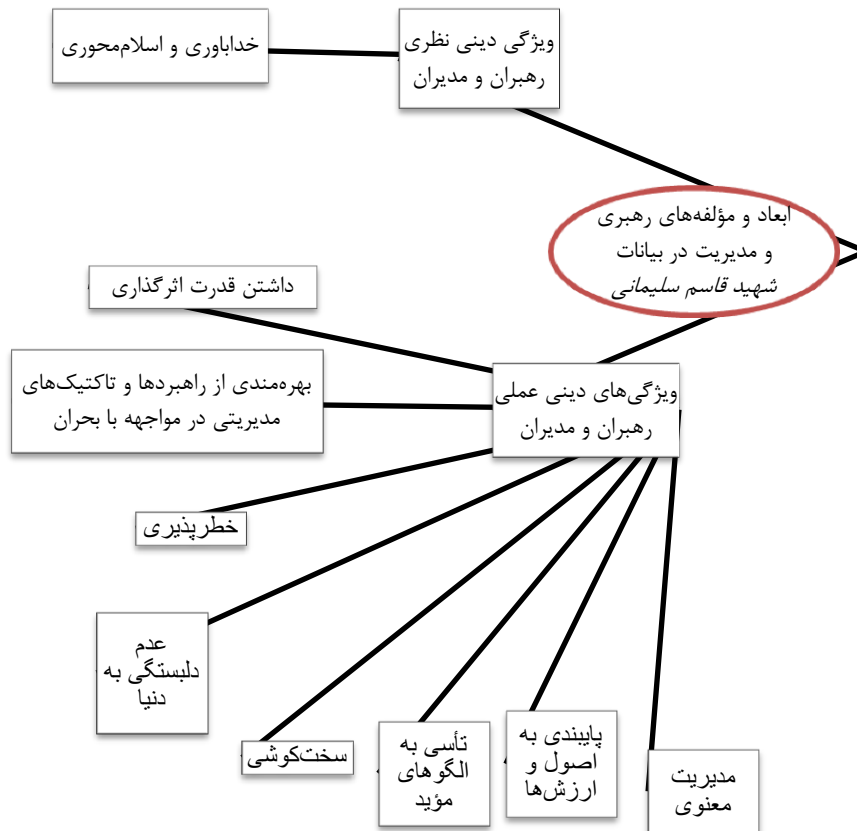 ویژگی دینی نظری
رهبران و مدیران
خداباوری و اسلام‌محوری
ابعاد و مؤلفه‌های رهبری
و مدیریت در بیانات
شهید قاسم سلیمانی
داشتن قدرت اثرگذاری
ویژگی‌های دینی عملی
رهبران و مدیران
بهره‌مندی از راهبردها و تاکتیک‌های
مدیریتی در مواجهه با بحران
خطرپذیری
عدم
دلبستگی به
دنیا
سخت‌کوشی
تأسی به
الگوهای
مؤید
پایبندی به
اصول و
ارزش‌ها
مدیریت
معنوی